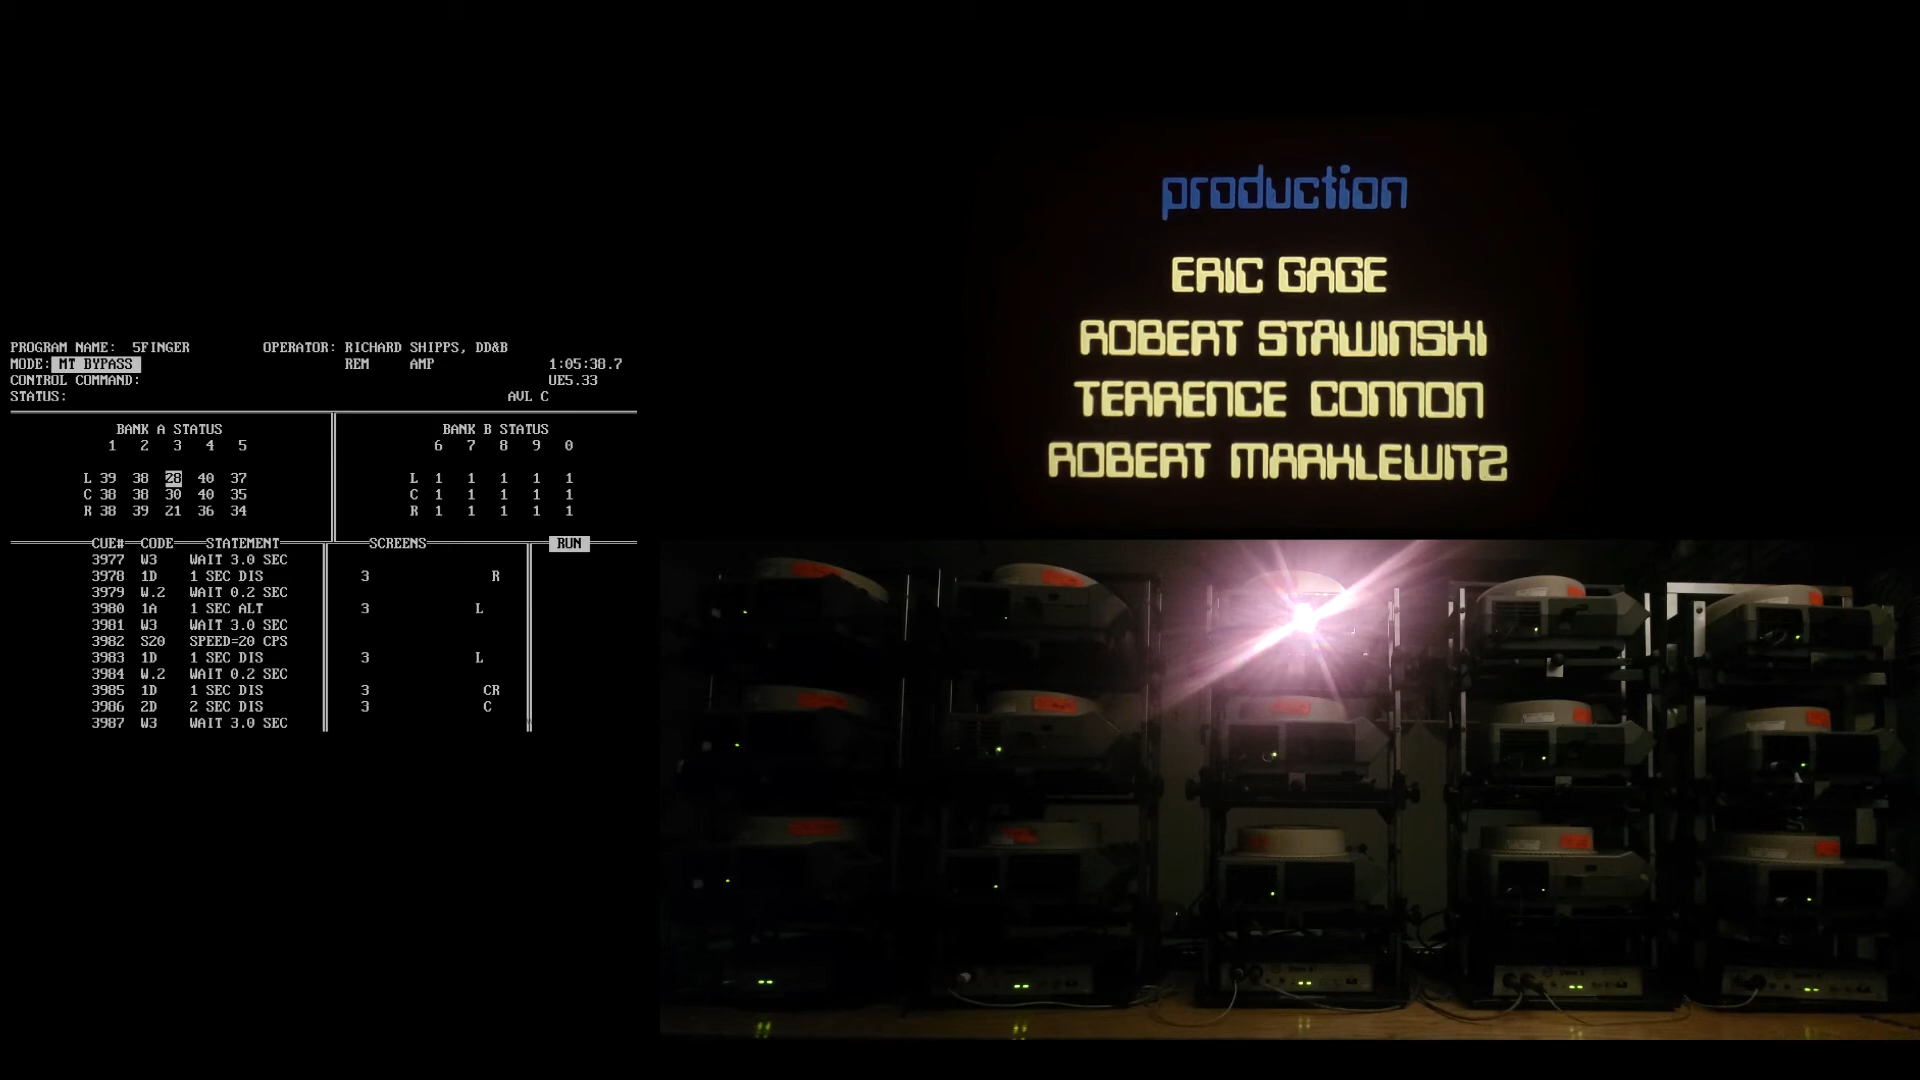 PROGRAM NAME: 5FINGER OPERATOR: RICHARD SHIPPS, DD&B
MODE: MT BYPASS REM AMP 1:05:38.7
CONTROL COMMAND: UE5.33
STATUS: AVL C
BANK A STATUS
1 2 3 4 5
L 39 38 28 40 37
C 38 38 30 40 35
R 38 39 21 36 34
BANK B STATUS
6 7 8 9 0
L 1 1 1 1 1
C 1 1 1 1 1
R 1 1 1 1 1
CUE# CODE STATEMENT SCREENS RUN
3977 W3 WAIT 3.0 SEC
3978 1D 1 SEC DIS 3 R
3979 W.2 WAIT 0.2 SEC
3980 1A 1 SEC ALT 3 L
3981 W3 WAIT 3.0 SEC
3982 S20 SPEED=20 CPS
3983 1D 1 SEC DIS 3 L
3984 W.2 WAIT 0.2 SEC
3985 1D 1 SEC DIS 3 CR
3986 2D 2 SEC DIS 3 C
3987 W3 WAIT 3.0 SEC
production
ERIC GAGE
ROBERT STAWINSKI
TERRENCE CONNON
ROBERT MARKLEWITZ